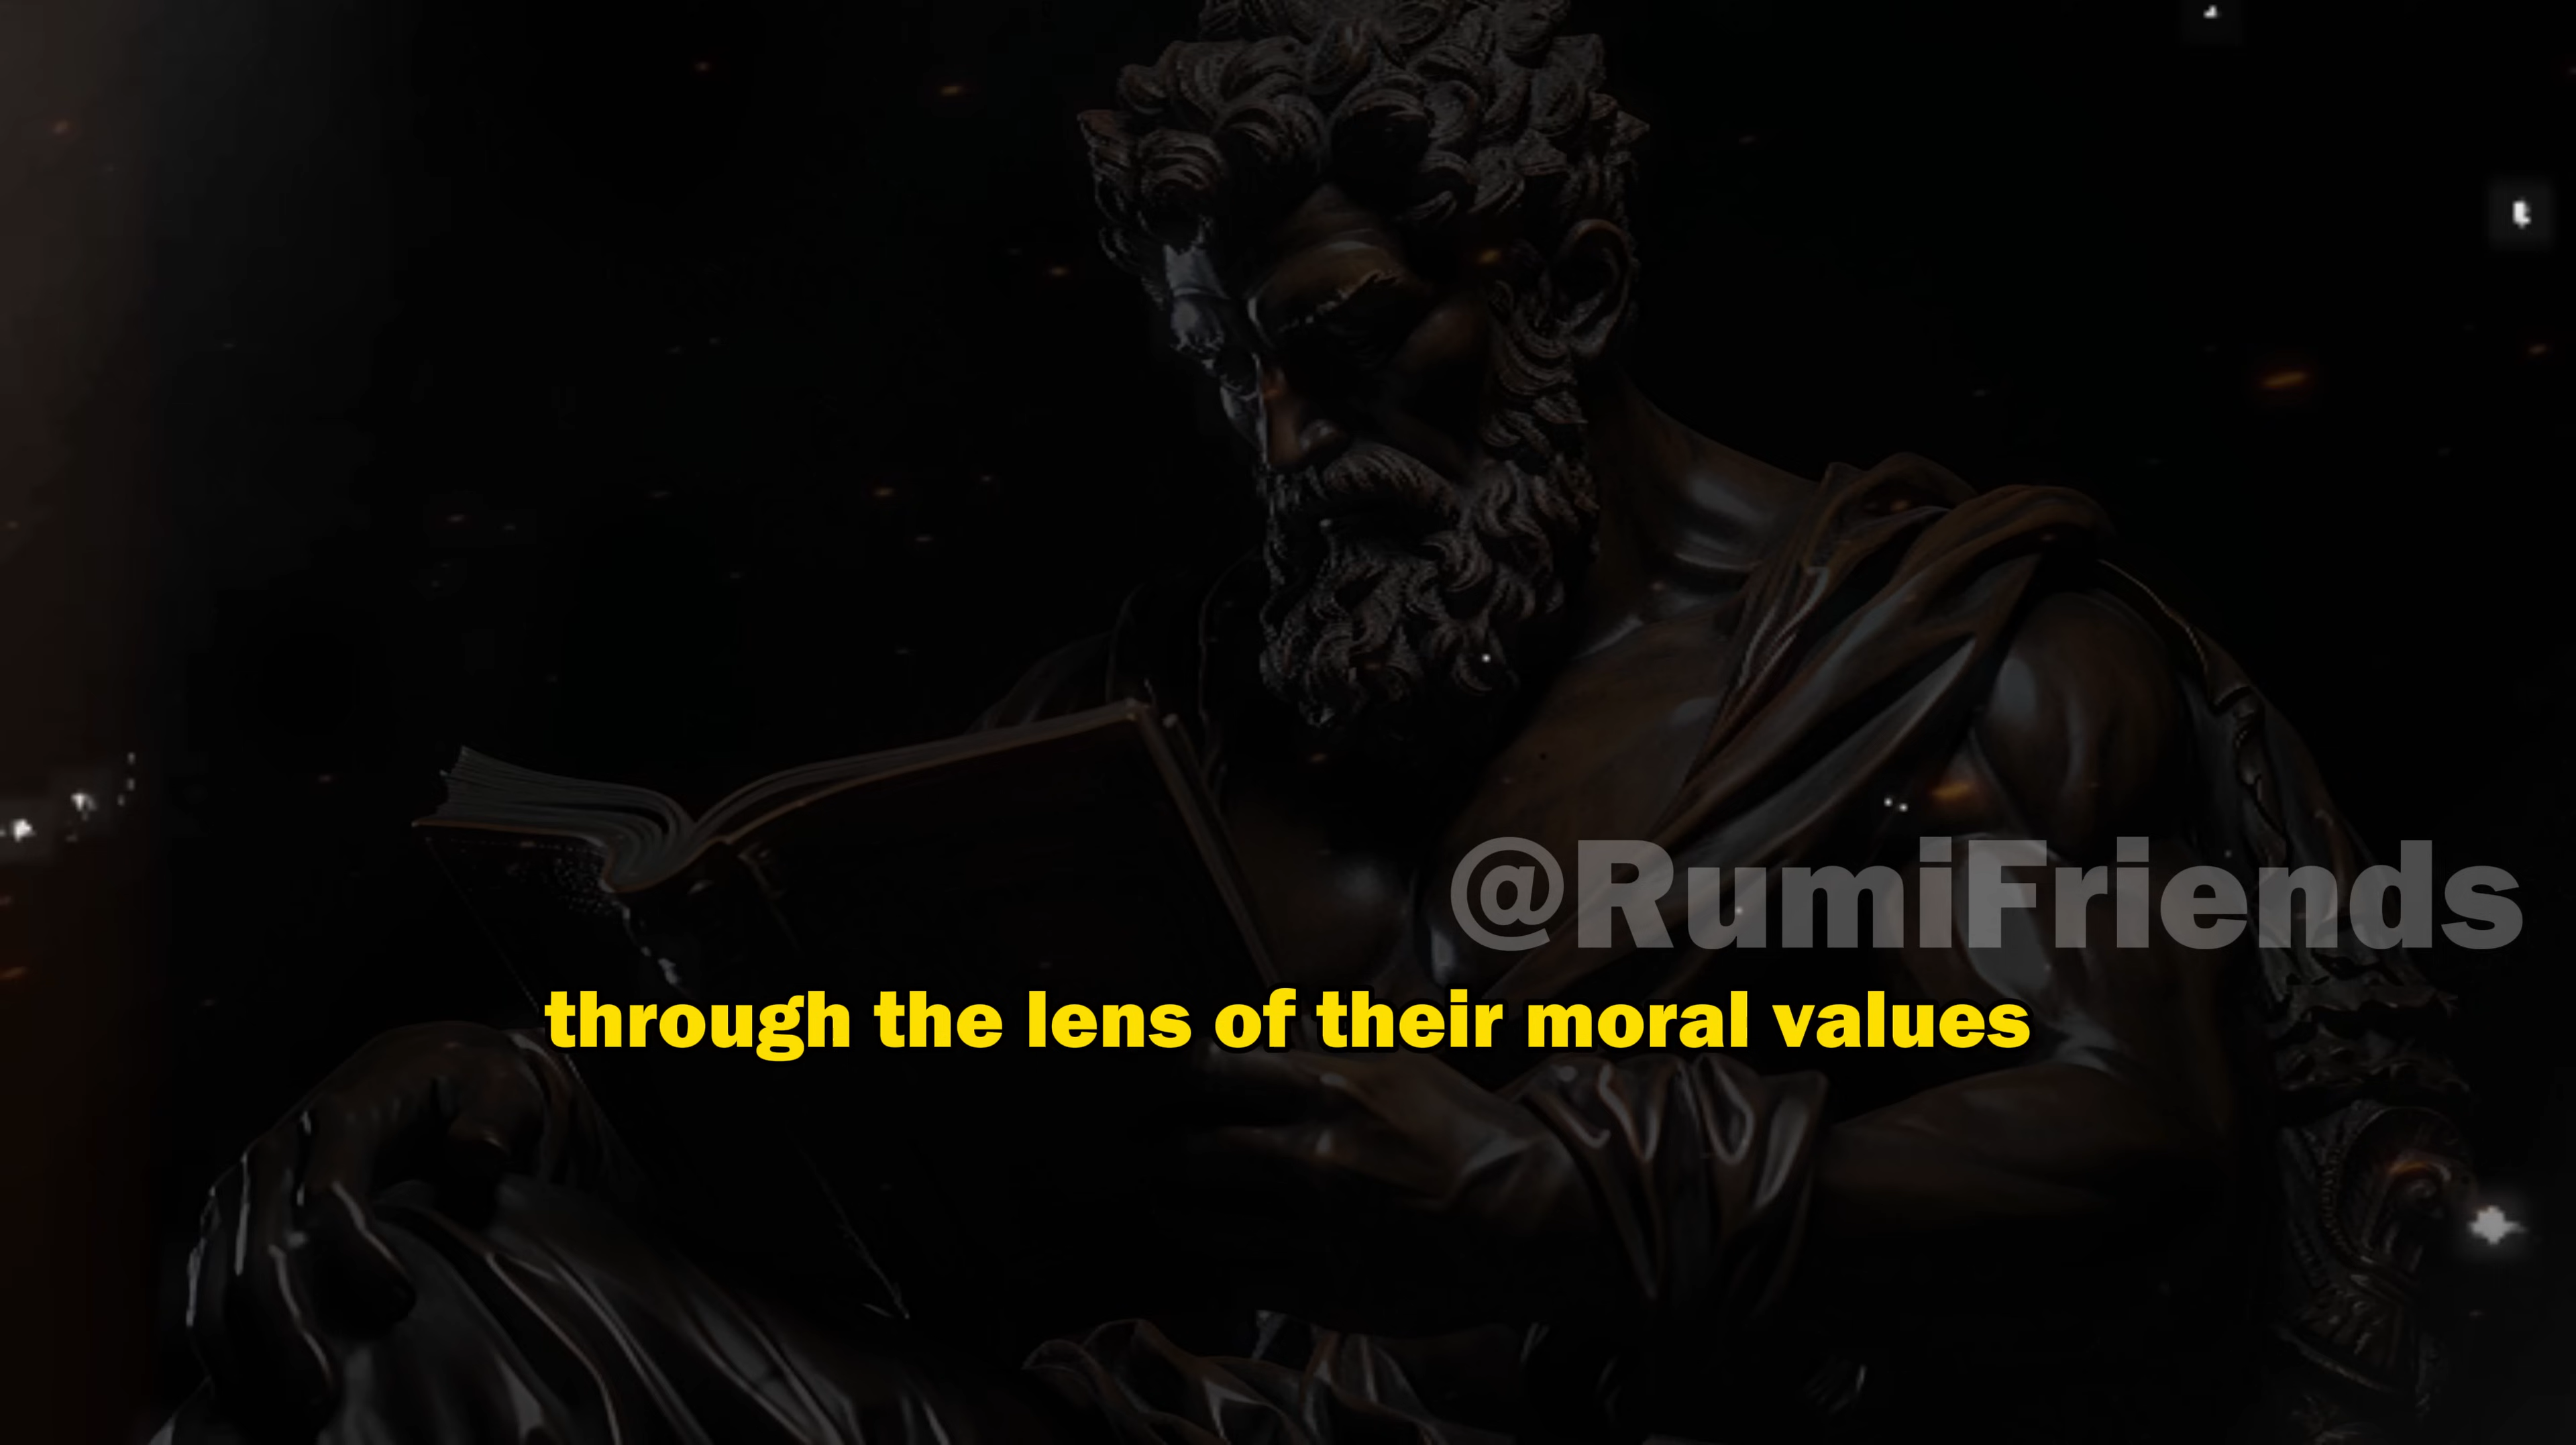 @RumiFriends
through the lens of their moral values